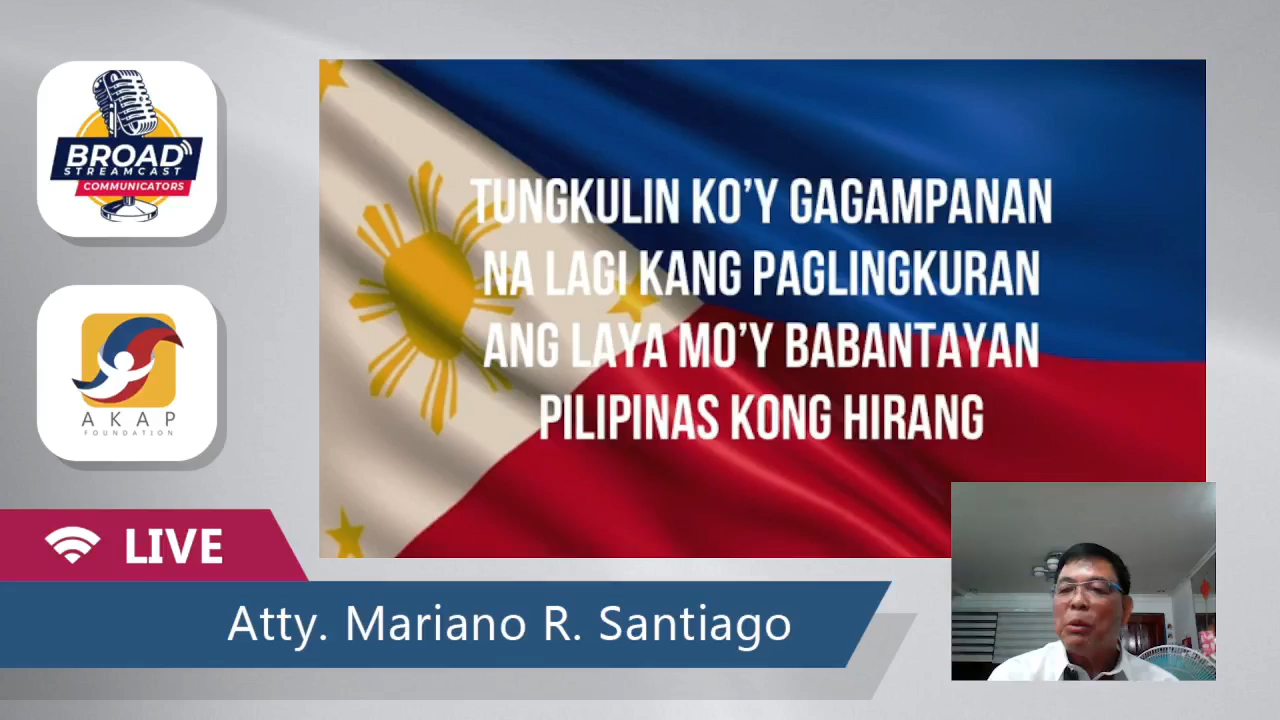 BROAD
STREAMCAST
COMMUNICATORS
AKAP
FOUNDATION
TUNGKULIN KO'Y GAGAMPANAN
NA LAGI KANG PAGLINGKURAN
ANG LAYA MO'Y BABANTAYAN
PILIPINAS KONG HIRANG
LIVE
Atty. Mariano R. Santiago